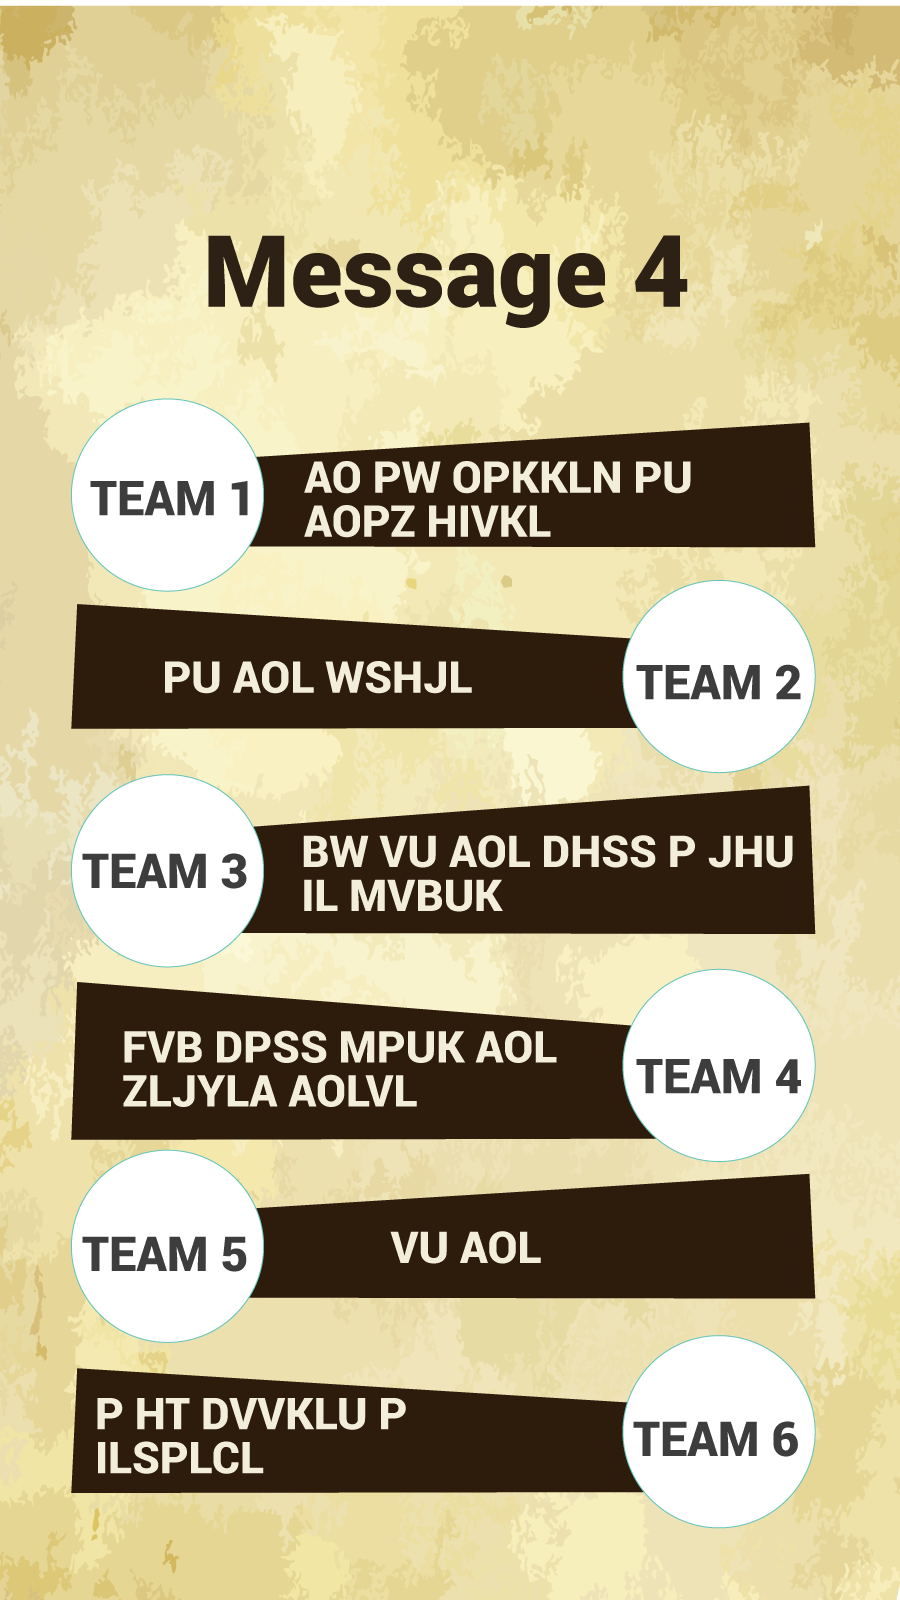 Message 4
TEAM 1
AO PW OPKKLN PU
AOPZ HIVKL
PU AOL WSHJL
TEAM 2
TEAM 3
BW VU AOL DHSS P JHU
IL MVBUK
FVB DPSS MPUK AOL
ZLJYLA AOLVL
TEAM 4
TEAM 5
VU AOL
P HT DVVKLU P
ILSPLCL
TEAM 6